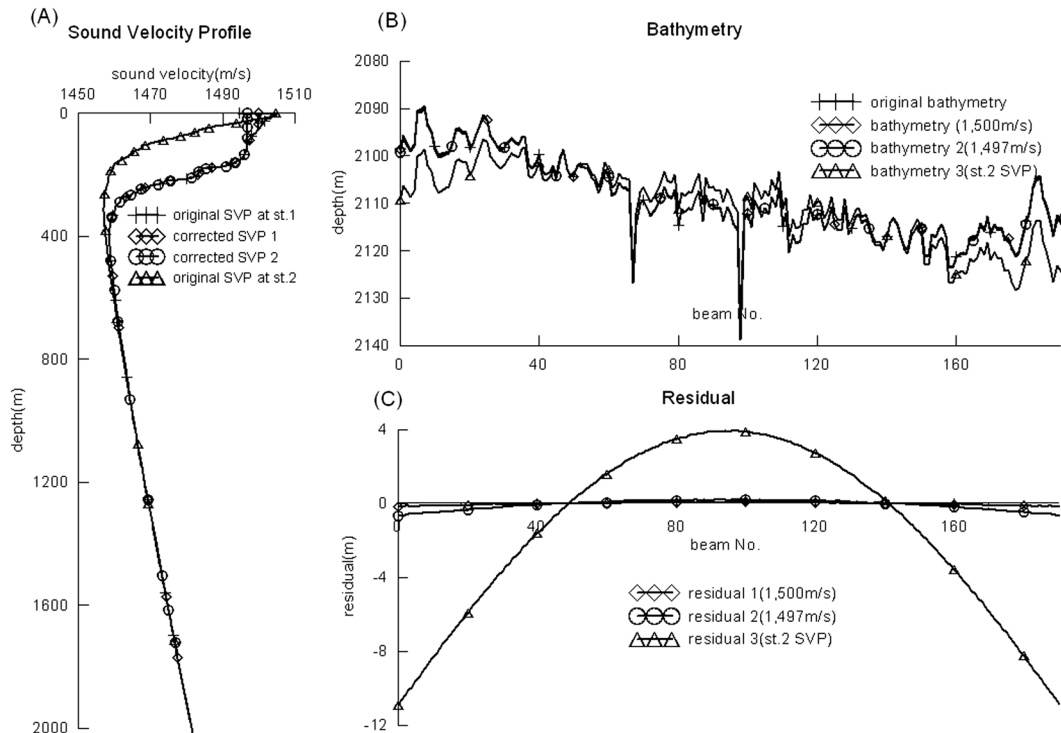 (A)
Sound Velocity Profile
sound velocity(m/s)
1450 1470 1490 1510
0
400
800
1200
1600
2000
depth(m)
original SVP at st.1
corrected SVP 1
corrected SVP 2
original SVP at st.2
(B)
Bathymetry
2080
2090
2100
2110
2120
2130
2140
depth(m)
original bathymetry
bathymetry (1,500m/s)
bathymetry 2(1,497m/s)
bathymetry 3(st.2 SVP)
beam No.
0 40 80 120 160
(C)
Residual
4
0
-4
-8
-12
residual(m)
0 40 80 120 160
beam No.
residual 1(1,500m/s)
residual 2(1,497m/s)
residual 3(st.2 SVP)